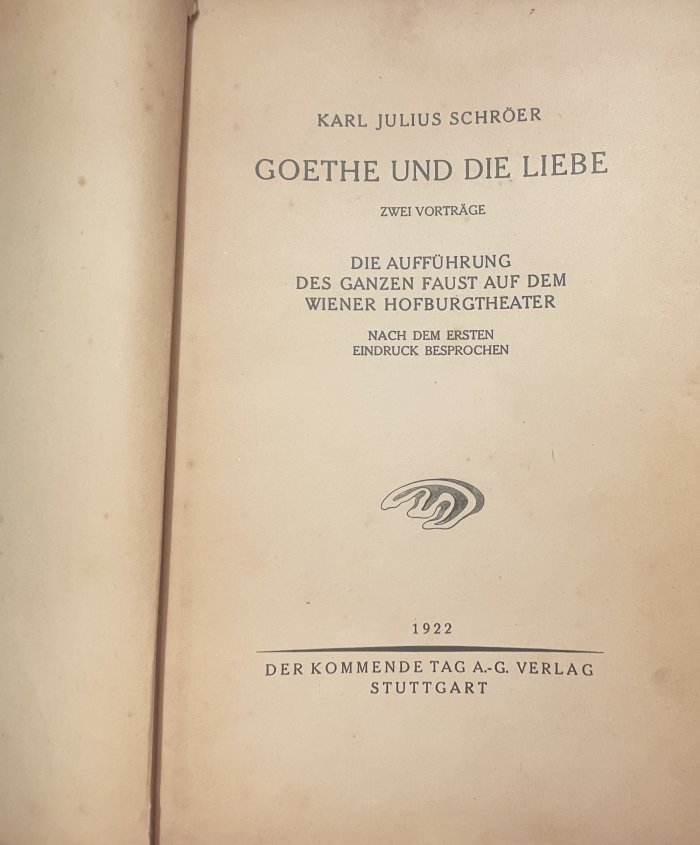 KARL JULIUS SCHRÖER
GOETHE UND DIE LIEBE
ZWEI VORTRÄGE
DIE AUFFÜHRUNG
DES GANZEN FAUST AUF DEM
WIENER HOFBURGTHEATER
NACH DEM ERSTEN
EINDRUCK BESPROCHEN
1922
DER KOMMENDE TAG A.-G. VERLAG
STUTTGART